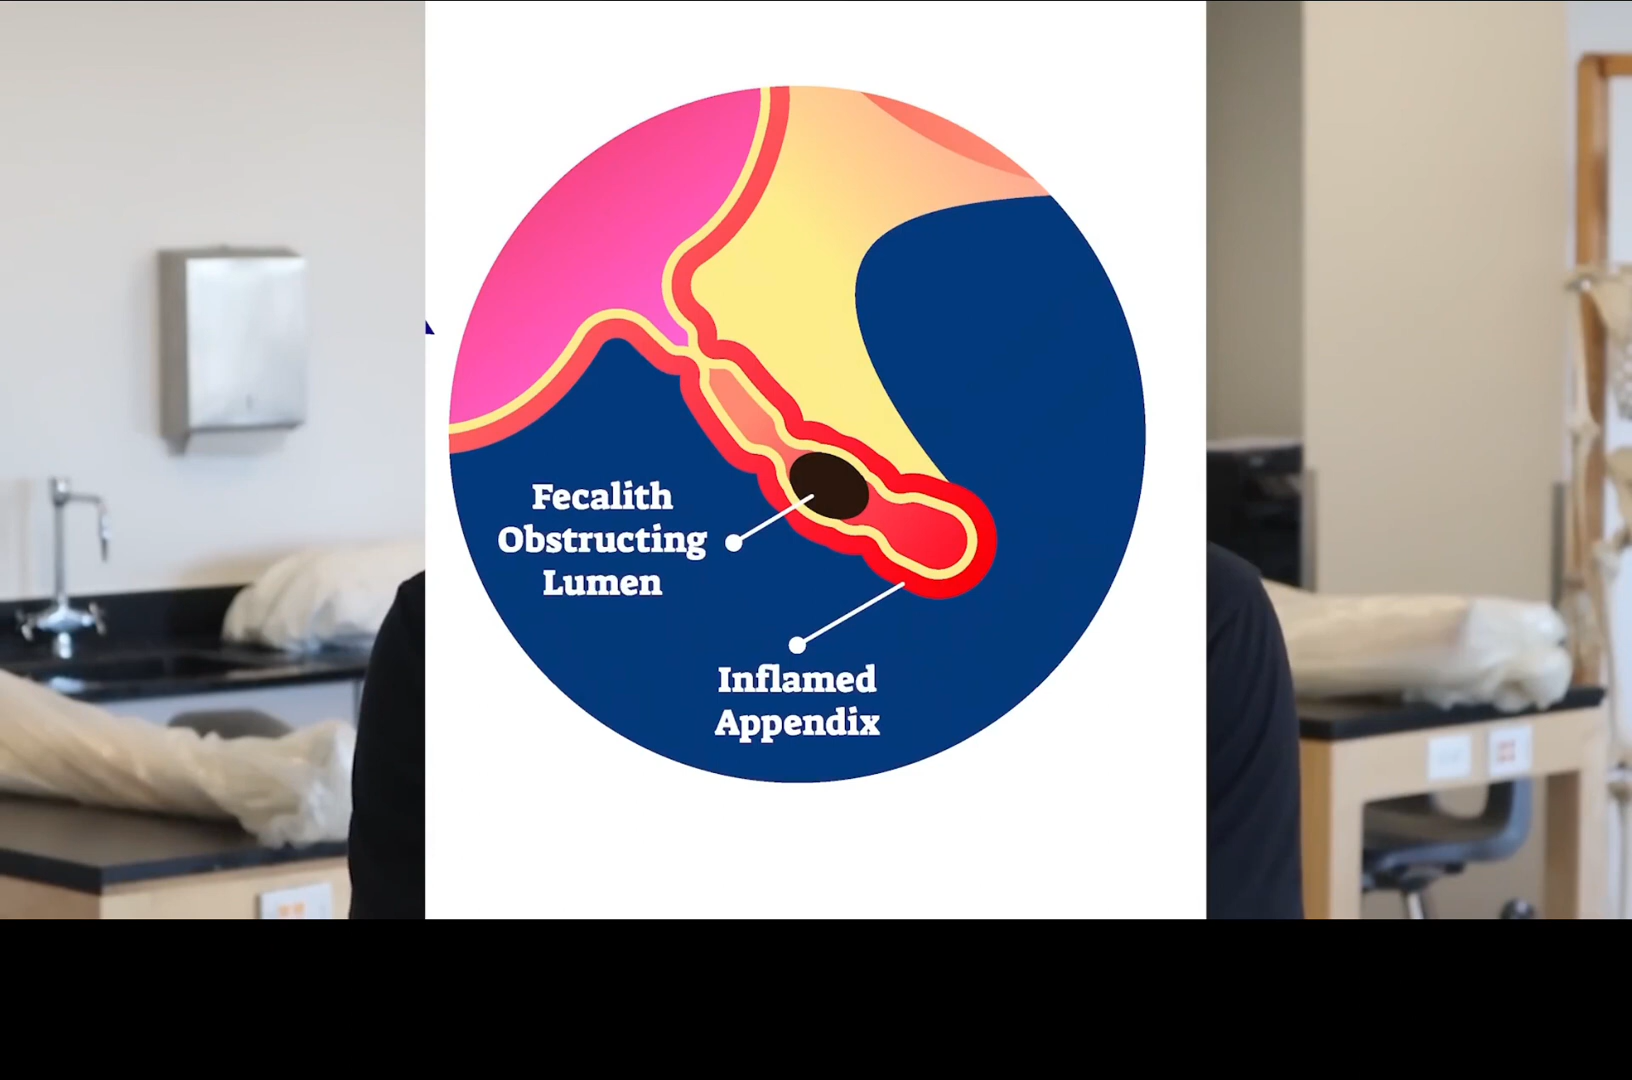 Fecalith
Obstructing
Lumen
Inflamed
Appendix